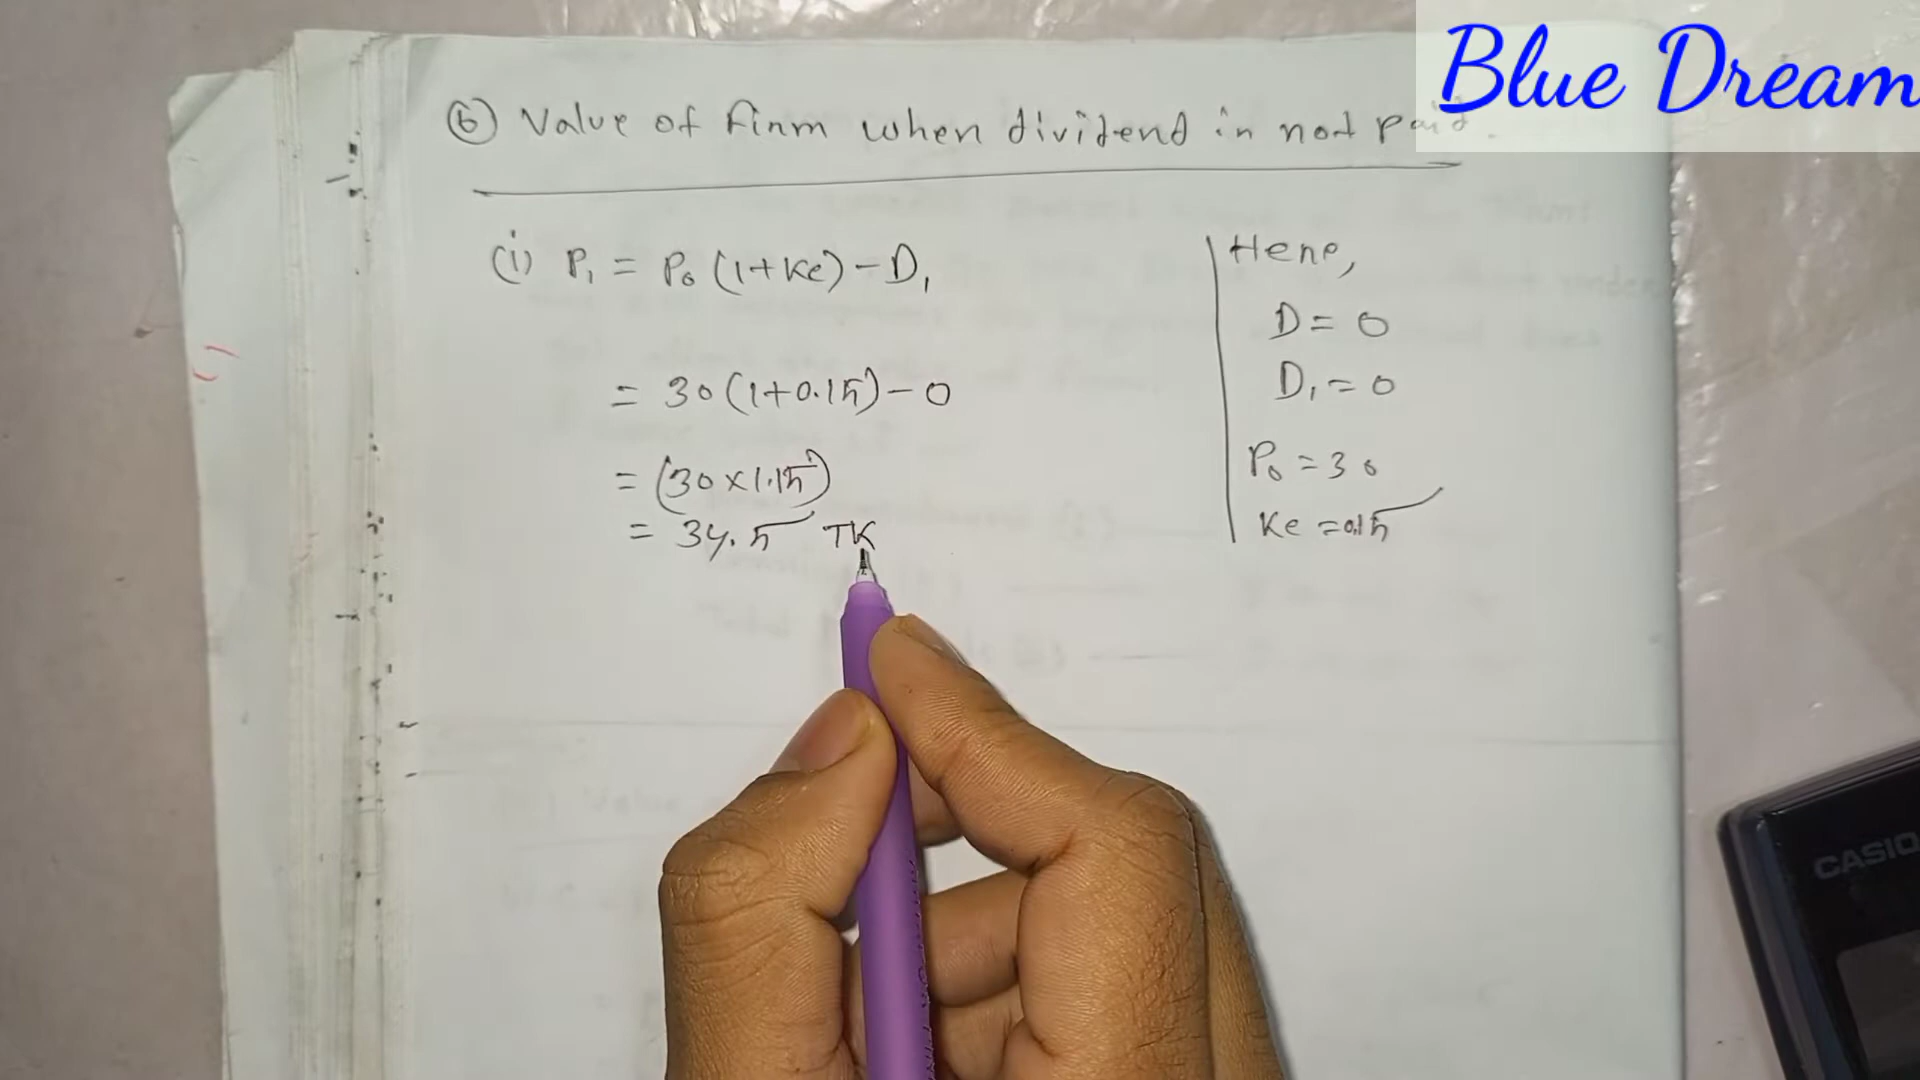 Blue Dream
(b) Value of firm when dividend in not paid.
(i) P₁ = P₀ (1+Ke) - D₁
= 30 (1+0.15) - 0
= (30 × 1.15)
= 34.5 TK
Here,
D = 0
D₁ = 0
P₀ = 30
Ke = 0.15
CASIO